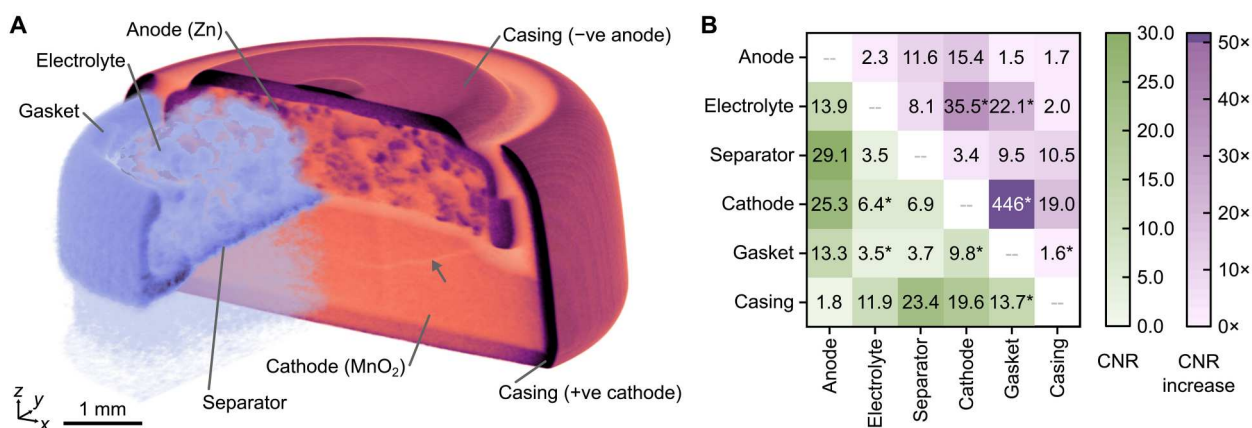 A
Anode (Zn)
Casing (−ve anode)
Electrolyte
Gasket
Cathode (MnO₂)
Casing (+ve cathode)
Separator
z
y
x
1 mm
B
Anode -- 2.3 11.6 15.4 1.5 1.7
Electrolyte 13.9 -- 8.1 35.5* 22.1* 2.0
Separator 29.1 3.5 -- 3.4 9.5 10.5
Cathode 25.3 6.4* 6.9 -- 446* 19.0
Gasket 13.3 3.5* 3.7 9.8* -- 1.6*
Casing 1.8 11.9 23.4 19.6 13.7* --
Anode
Electrolyte
Separator
Cathode
Gasket
Casing
30.0
25.0
20.0
15.0
10.0
5.0
0.0
CNR
50×
40×
30×
20×
10×
0×
CNR
increase